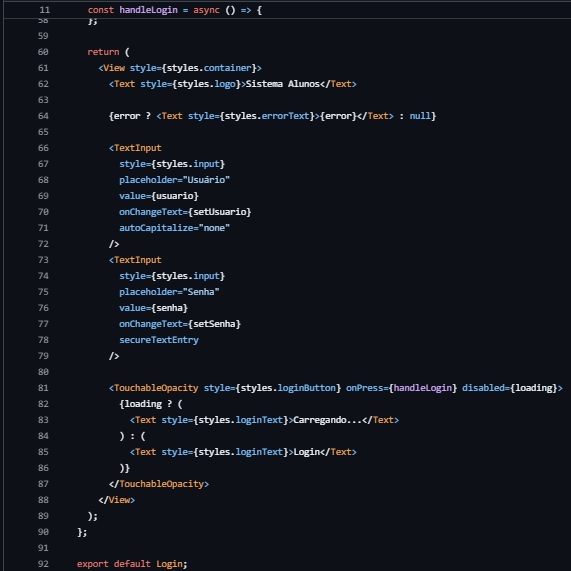 11 const handleLogin = async () => {
58 };
59
60 return (
61 <View style={styles.container}>
62 <Text style={styles.logo}>Sistema Alunos</Text>
63
64 {error ? <Text style={styles.errorText}>{error}</Text> : null}
65
66 <TextInput
67 style={styles.input}
68 placeholder="Usuário"
69 value={usuario}
70 onChangeText={setUsuario}
71 autoCapitalize="none"
72 />
73 <TextInput
74 style={styles.input}
75 placeholder="Senha"
76 value={senha}
77 onChangeText={setSenha}
78 secureTextEntry
79 />
80
81 <TouchableOpacity style={styles.loginButton} onPress={handleLogin} disabled={loading}>
82 {loading ? (
83 <Text style={styles.loginText}>Carregando...</Text>
84 ) : (
85 <Text style={styles.loginText}>Login</Text>
86 )}
87 </TouchableOpacity>
88 </View>
89 );
90 };
91
92 export default Login;